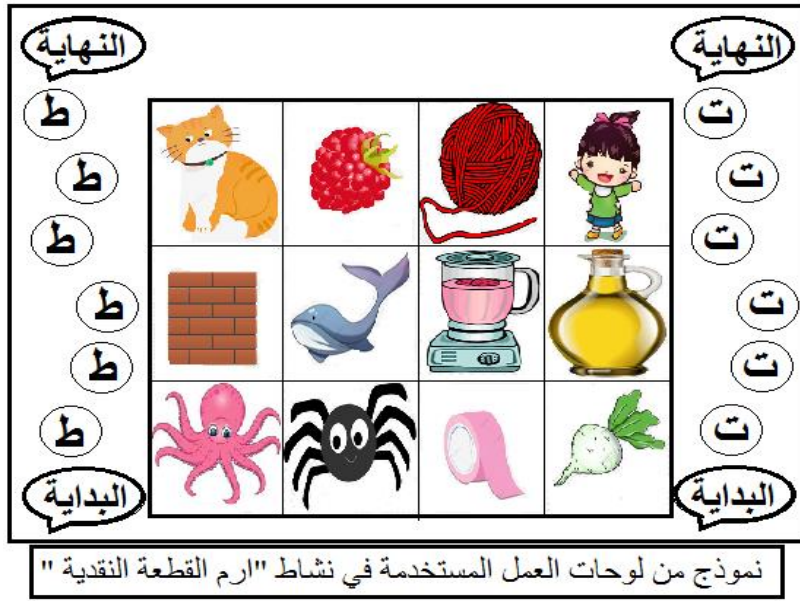 النهاية
النهاية
ت
ط
ت
ط
ت
ط
ت
ط
ت
ط
ت
ط
البداية
البداية
نموذج من لوحات العمل المستخدمة في نشاط "ارم القطعة النقدية "